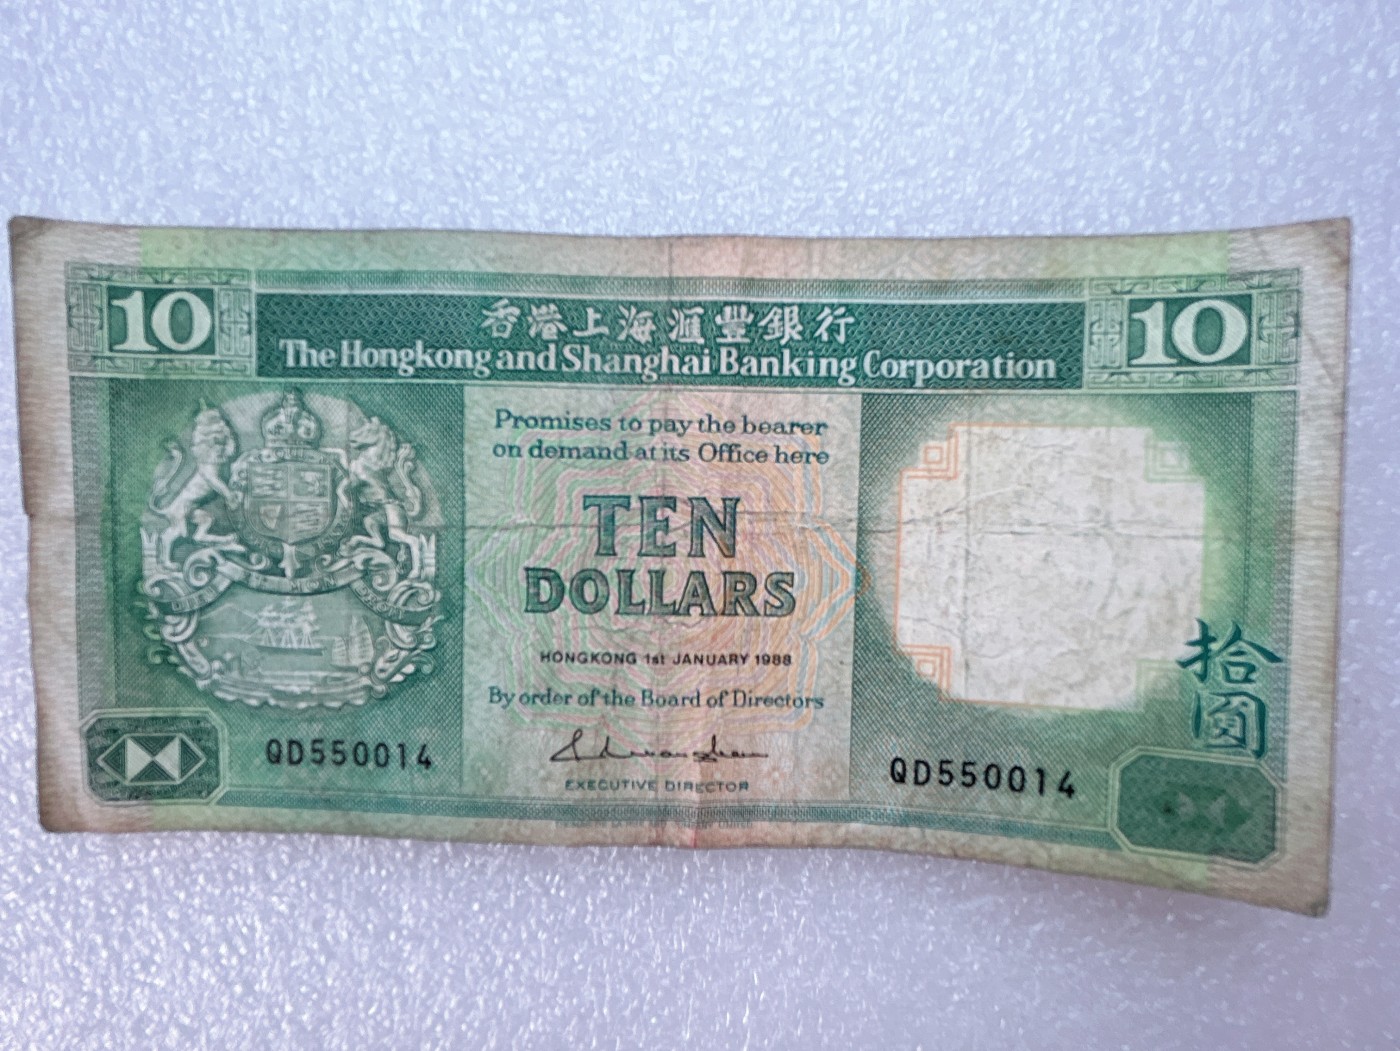 10
香港上海滙豐銀行
10
The Hongkong and Shanghai Banking Corporation
Promises to pay the bearer
on demand at its Office here
TEN
DOLLARS
HONGKONG 1st JANUARY 1988
By order of the Board of Directors
EXECUTIVE DIRECTOR
QD550014
QD550014
拾
圓